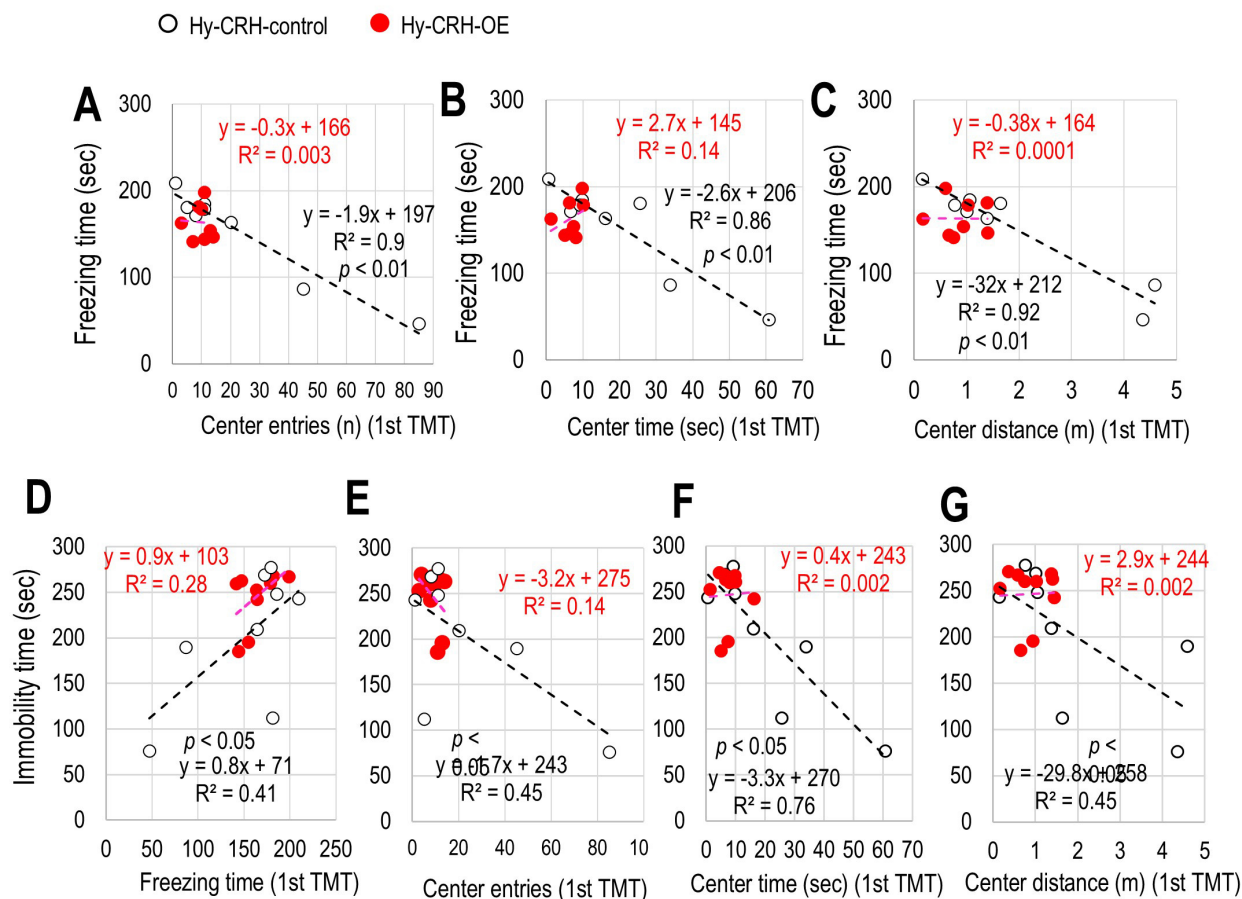 Hy-CRH-control Hy-CRH-OE
A
300
200
100
0
Freezing time (sec)
y = -0.3x + 166
R² = 0.003
y = -1.9x + 197
R² = 0.9
p < 0.01
0 10 20 30 40 50 60 70 80 90
Center entries (n) (1st TMT)
B
300
200
100
0
Freezing time (sec)
y = 2.7x + 145
R² = 0.14
y = -2.6x + 206
R² = 0.86
p < 0.01
0 10 20 30 40 50 60 70
Center time (sec) (1st TMT)
C
300
200
100
0
Freezing time (sec)
y = -0.38x + 164
R² = 0.0001
y = -32x + 212
R² = 0.92
p < 0.01
0 1 2 3 4 5
Center distance (m) (1st TMT)
D
300
250
200
150
100
50
0
Immobility time (sec)
y = 0.9x + 103
R² = 0.28
p < 0.05
y = 0.8x + 71
R² = 0.41
0 50 100 150 200 250
Freezing time (1st TMT)
E
300
250
200
150
100
50
0
y = -3.2x + 275
R² = 0.14
p <
0.05
y = -1.7x + 243
R² = 0.45
0 20 40 60 80 10
Center entries (1st TMT)
F
300
250
200
150
100
50
0
y = 0.4x + 243
R² = 0.002
p < 0.05
y = -3.3x + 270
R² = 0.76
0 10 20 30 40 50 60 70
Center time (sec) (1st TMT)
G
300
250
200
150
100
50
0
y = 2.9x + 244
R² = 0.002
p <
0.05
y = -29.8x + 258
R² = 0.45
0 1 2 3 4 5
Center distance (m) (1st TMT)